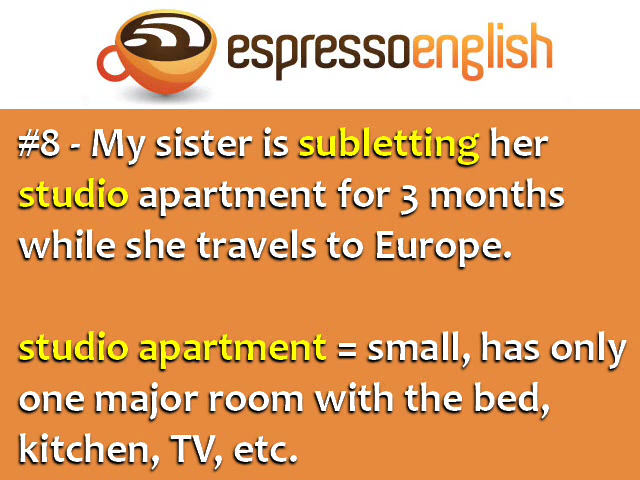 espressoenglish
#8 - My sister is subletting her
studio apartment for 3 months
while she travels to Europe.
studio apartment = small, has only
one major room with the bed,
kitchen, TV, etc.